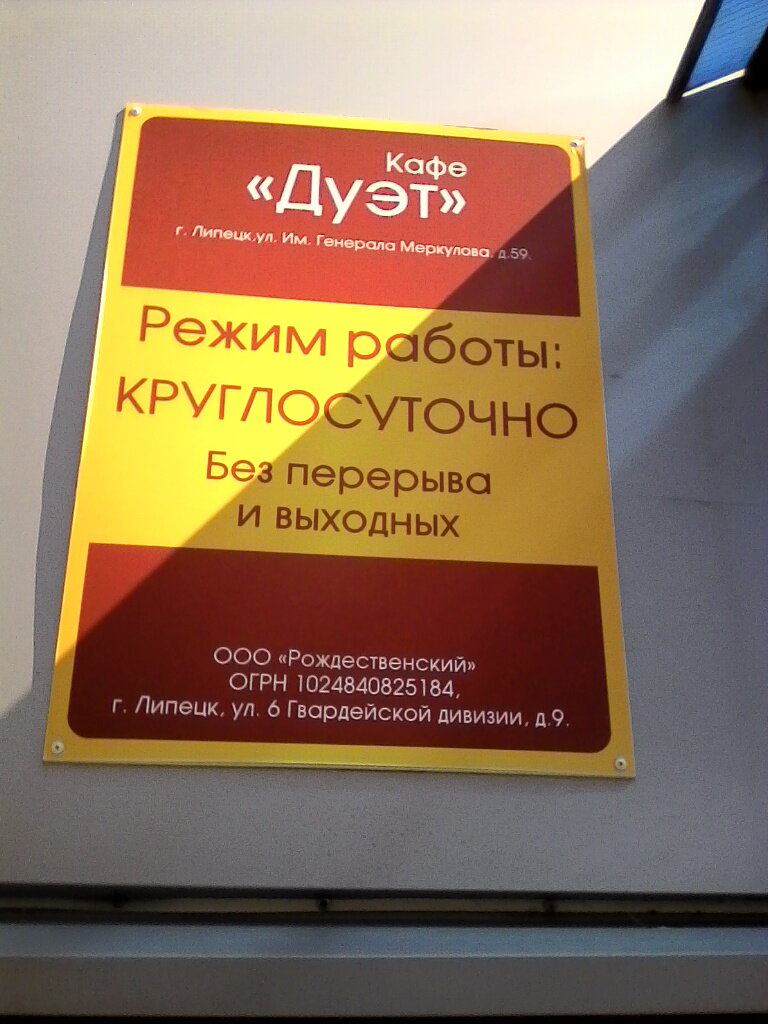 Кафе
«Дуэт»
г. Липецк,ул. Им. Генерала Меркулова, д.59.
Режим работы:
КРУГЛОСУТОЧНО
Без перерыва
и выходных
ООО «Рождественский»
ОГРН 1024840825184,
г. Липецк, ул. 6 Гвардейской дивизии, д.9.